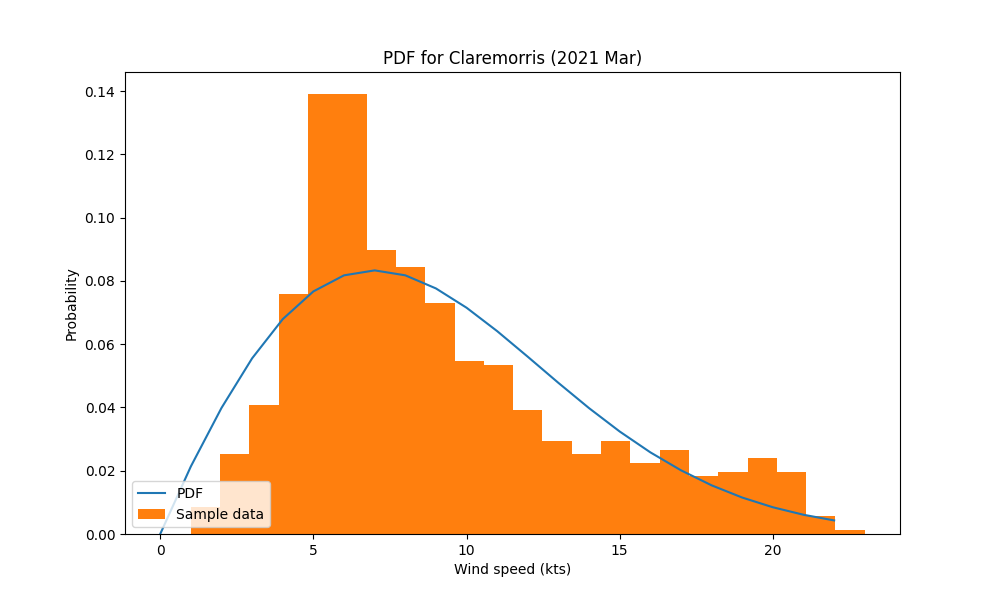 PDF for Claremorris (2021 Mar)
0.14
0.12
0.10
0.08
0.06
0.04
0.02
0.00
Probability
PDF
Sample data
0 5 10 15 20
Wind speed (kts)